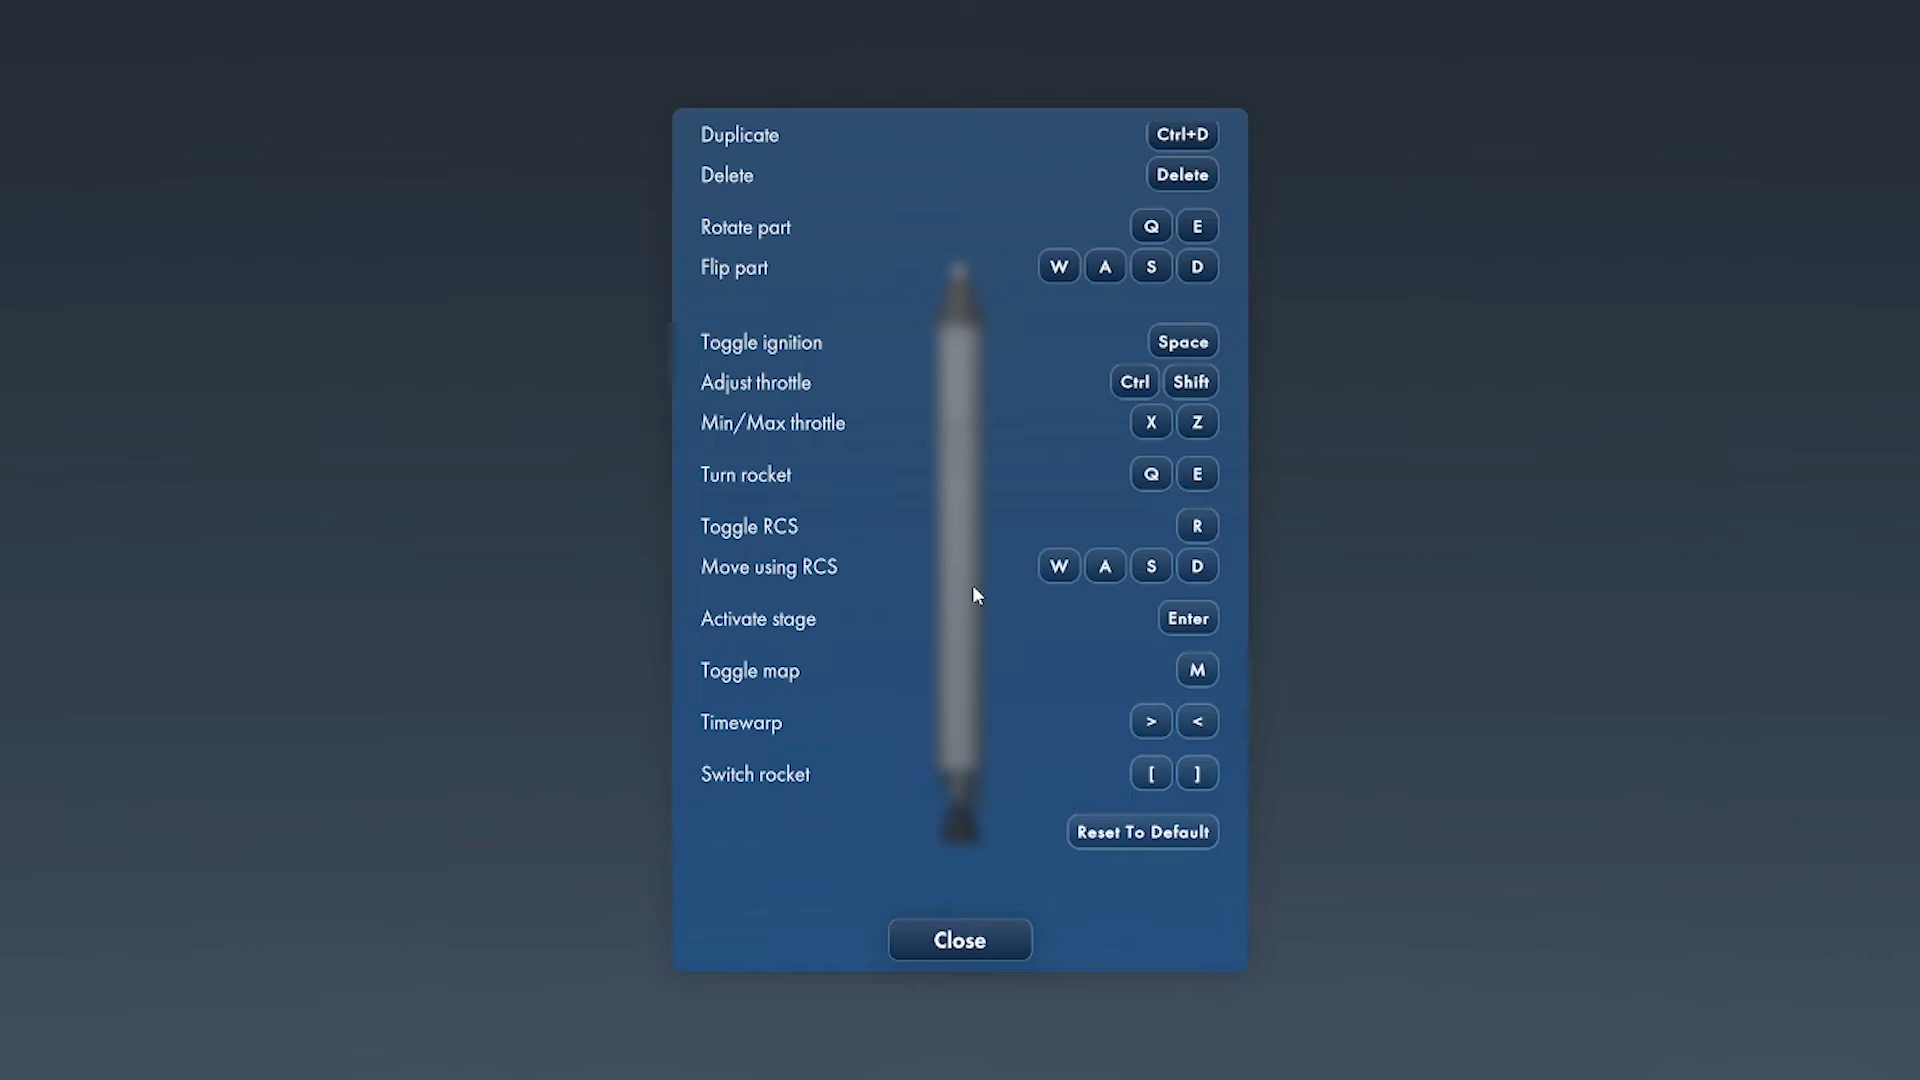 Duplicate Ctrl+D
Delete Delete
Rotate part Q E
Flip part W A S D
Toggle ignition Space
Adjust throttle Ctrl Shift
Min/Max throttle X Z
Turn rocket Q E
Toggle RCS R
Move using RCS W A S D
Activate stage Enter
Toggle map M
Timewarp > <
Switch rocket [ ]
Reset To Default
Close